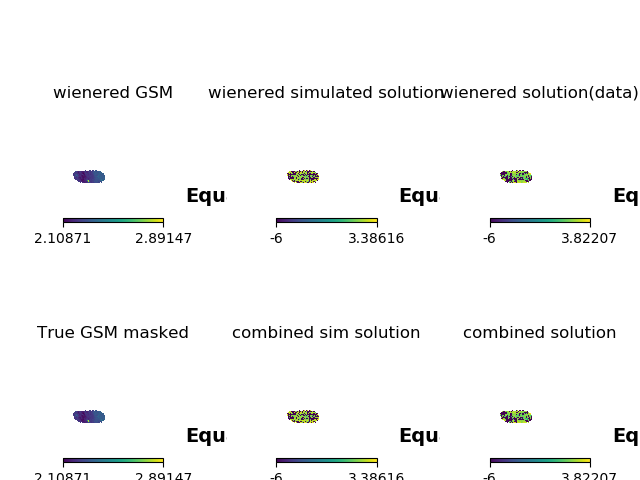 wienered GSM wienered simulated solution wienered solution(data)
Equ Equ Eq
2.10871 2.89147 -6 3.38616 -6 3.82207
True GSM masked combined sim solution combined solution
Equ Equ Eq
2.10871 2.89147 -6 3.38616 -6 3.82207